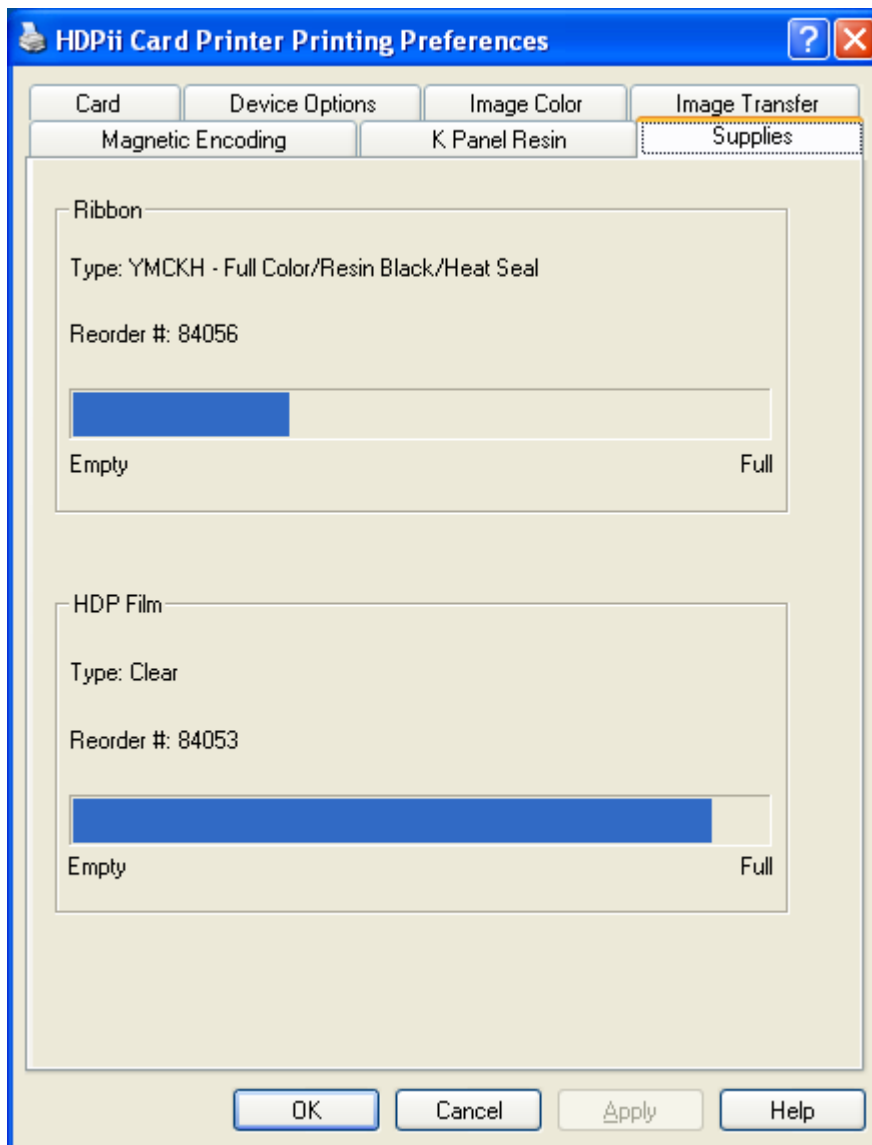 HDPii Card Printer Printing Preferences
?
Card Device Options Image Color Image Transfer
Magnetic Encoding K Panel Resin Supplies
Ribbon
Type: YMCKH - Full Color/Resin Black/Heat Seal
Reorder #: 84056
Empty Full
HDP Film
Type: Clear
Reorder #: 84053
Empty Full
OK Cancel Apply Help